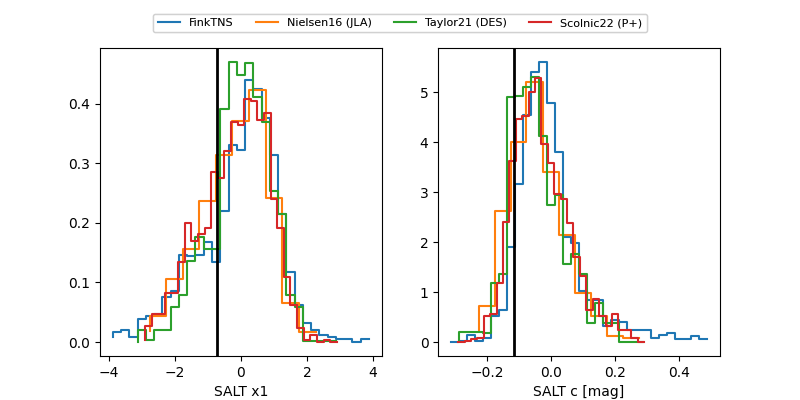 FinkTNS Nielsen16 (JLA) Taylor21 (DES) Scolnic22 (P+)
0.4
0.3
0.2
0.1
0.0
−4 −2 0 2 4
SALT x1
5
4
3
2
1
0
−0.2 0.0 0.2 0.4
SALT c [mag]